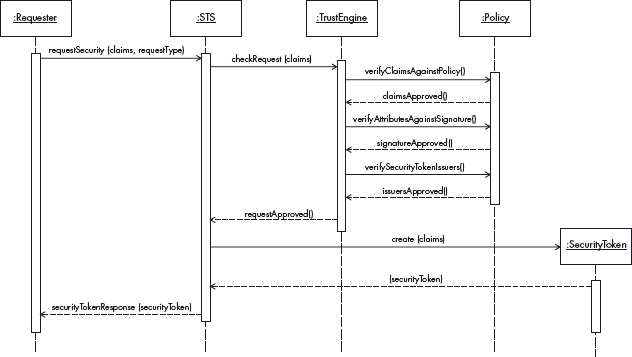 :Requester
:STS
:TrustEngine
:Policy
requestSecurity (claims, requestType)
checkRequest (claims)
verifyClaimsAgainstPolicy()
claimsApproved()
verifyAttributesAgainstSignature()
signatureApproved()
verifySecurityTokenIssuers()
issuersApproved()
requestApproved()
create (claims)
:SecurityToken
(securityToken)
securityTokenResponse (securityToken)